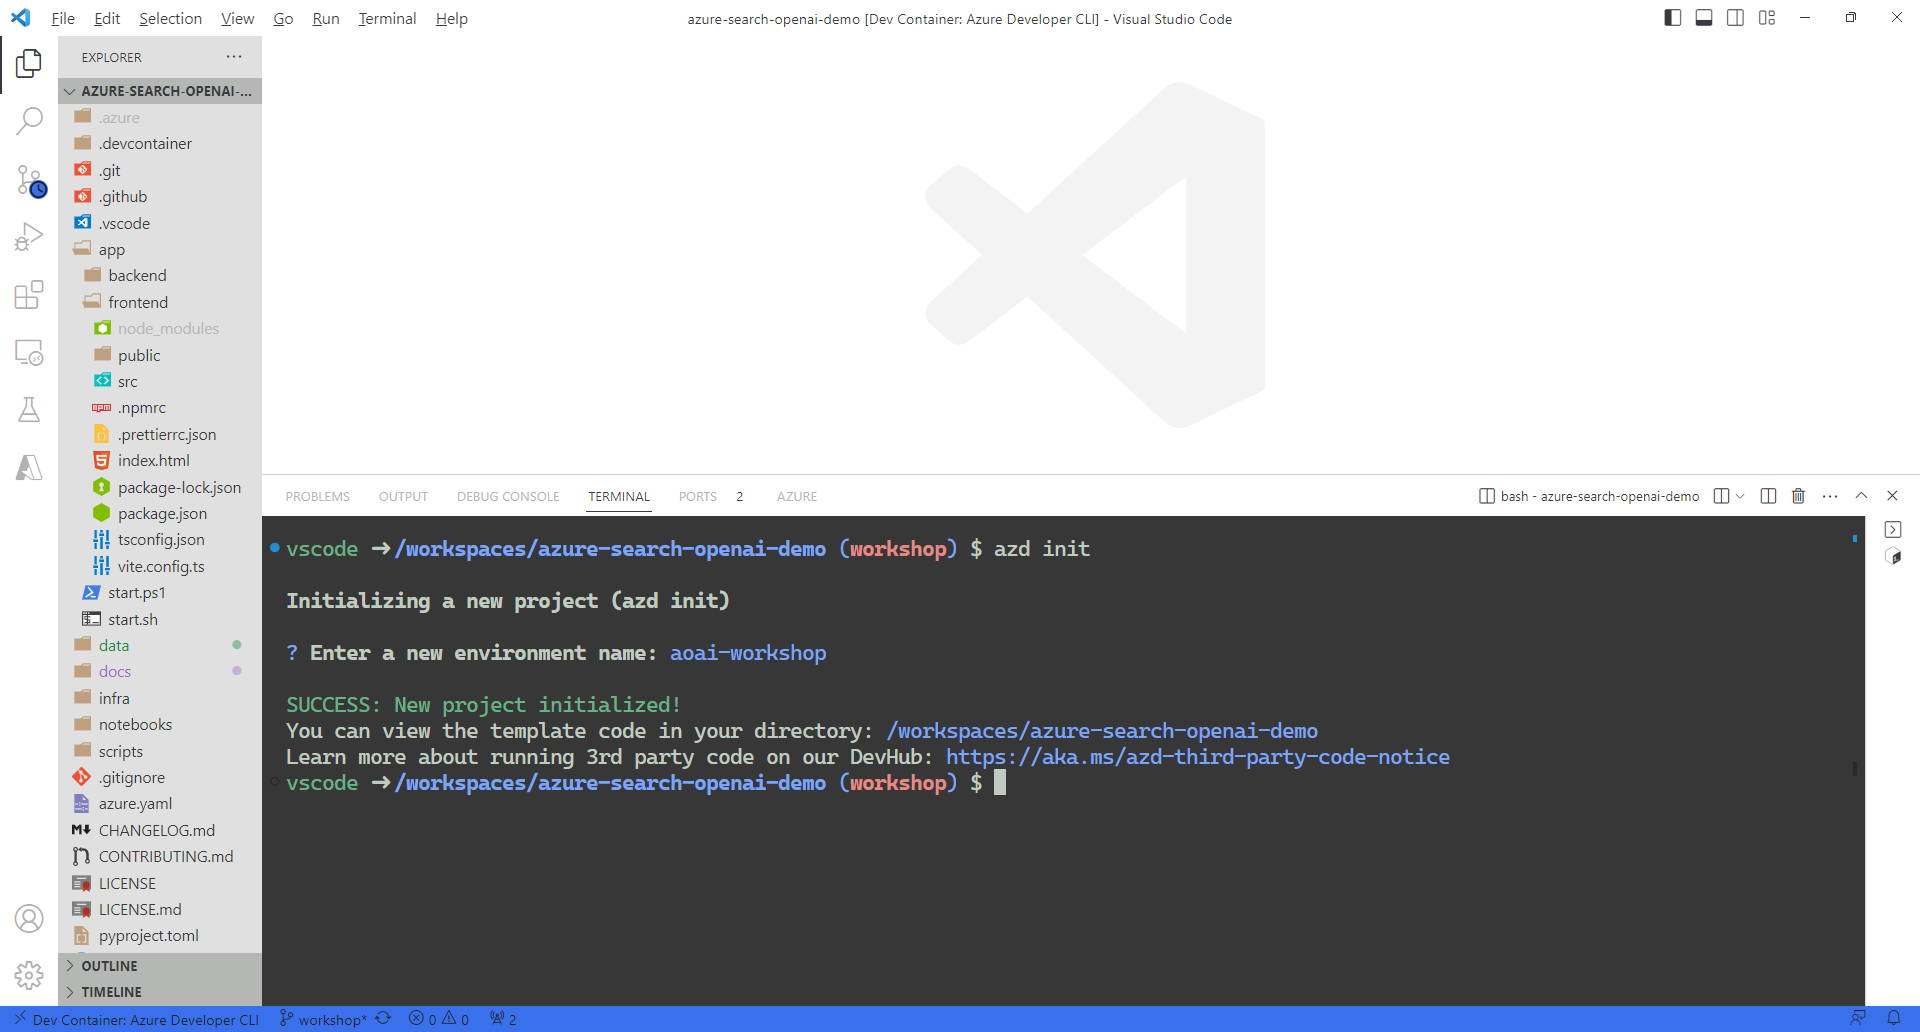 File Edit Selection View Go Run Terminal Help
azure-search-openai-demo [Dev Container: Azure Developer CLI] - Visual Studio Code
EXPLORER
AZURE-SEARCH-OPENAI-...
.azure
.devcontainer
.git
.github
.vscode
app
backend
frontend
node_modules
public
src
.npmrc
.prettierrc.json
index.html
package-lock.json
package.json
tsconfig.json
vite.config.ts
start.ps1
start.sh
data
docs
infra
notebooks
scripts
.gitignore
azure.yaml
CHANGELOG.md
CONTRIBUTING.md
LICENSE
LICENSE.md
pyproject.toml
OUTLINE
TIMELINE
PROBLEMS OUTPUT DEBUG CONSOLE TERMINAL PORTS 2 AZURE
bash - azure-search-openai-demo
vscode ➜ /workspaces/azure-search-openai-demo (workshop) $ azd init
Initializing a new project (azd init)
? Enter a new environment name: aoai-workshop
SUCCESS: New project initialized!
You can view the template code in your directory: /workspaces/azure-search-openai-demo
Learn more about running 3rd party code on our DevHub: https://aka.ms/azd-third-party-code-notice
vscode ➜ /workspaces/azure-search-openai-demo (workshop) $
Dev Container: Azure Developer CLI workshop* 0 0 2